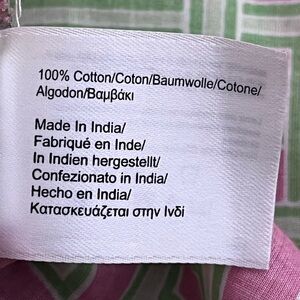 100% Cotton/Coton/Baumwolle/Cotone/
Algodon/Βαμβάκι
Made In India/
Fabriqué en Inde/
In Indien hergestellt/
Confezionato in India/
Hecho en India/
Κατασκευάζεται στην Ινδί